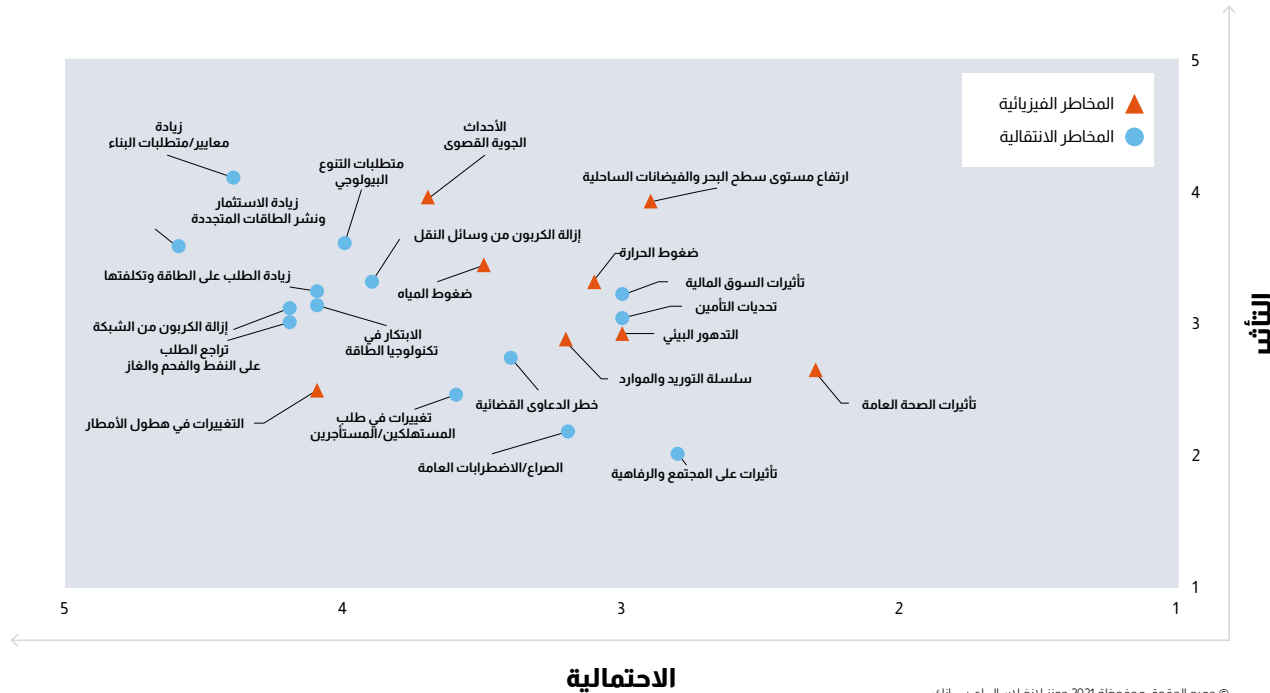 المخاطر الفيزيائية
المخاطر الانتقالية
5
4
3
2
1
التأثير
زيادة
معايير/متطلبات البناء
الأحداث
الجوية القصوى
متطلبات التنوع
البيولوجي
ارتفاع مستوى سطح البحر والفيضانات الساحلية
زيادة الاستثمار
ونشر الطاقات المتجددة
إزالة الكربون من وسائل النقل
ضغوط الحرارة
زيادة الطلب على الطاقة وتكلفتها
ضغوط المياه
تأثيرات السوق المالية
تحديات التأمين
إزالة الكربون من الشبكة
الابتكار في
تكنولوجيا الطاقة
التدهور البيئي
تراجع الطلب
على النفط والفحم والغاز
سلسلة التوريد والموارد
تأثيرات الصحة العامة
خطر الدعاوى القضائية
تغييرات في طلب
المستهلكين/المستأجرين
التغييرات في هطول الأمطار
الصراع/الاضطرابات العامة
تأثيرات على المجتمع والرفاهية
5
4
3
2
1
الاحتمالية